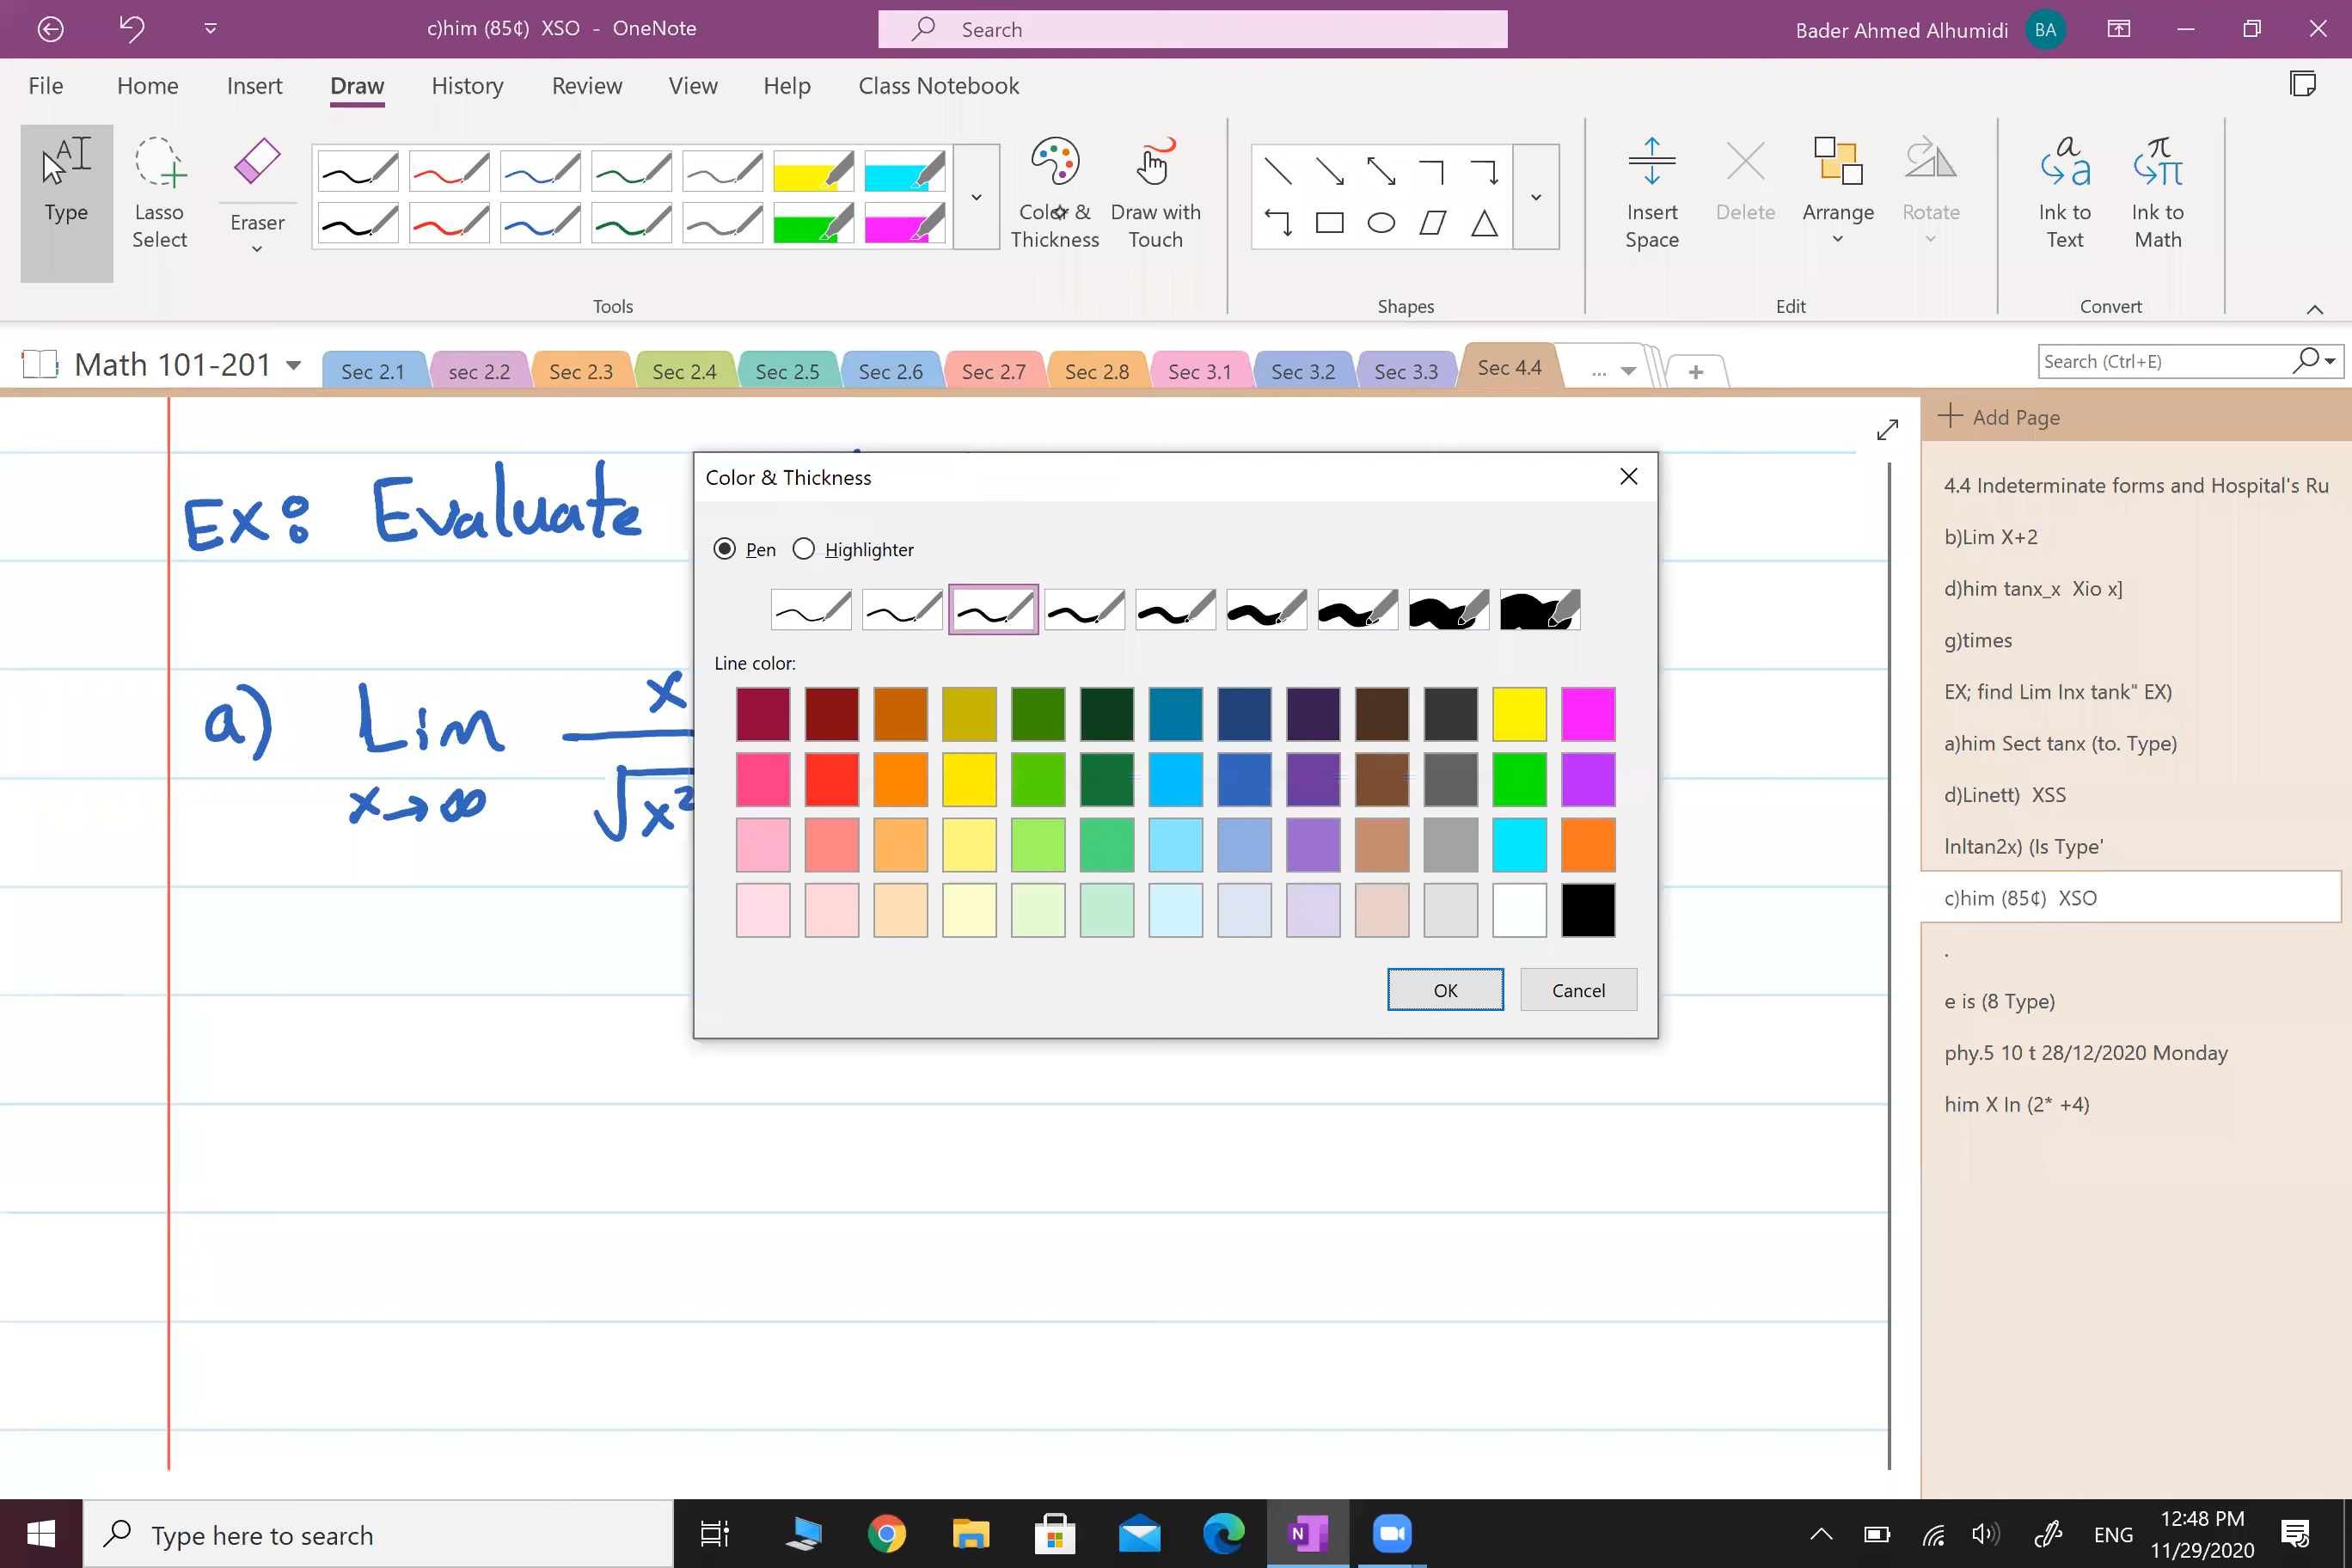 c)him (85¢)  XSO  -  OneNote
Search
Bader Ahmed Alhumidi
BA
File
Home
Insert
Draw
History
Review
View
Help
Class Notebook
Type
Lasso Select
Eraser
Color & Thickness
Draw with Touch
Insert Space
Delete
Arrange
Rotate
Ink to Text
Ink to Math
Tools
Shapes
Edit
Convert
Math 101-201
Sec 2.1
sec 2.2
Sec 2.3
Sec 2.4
Sec 2.5
Sec 2.6
Sec 2.7
Sec 2.8
Sec 3.1
Sec 3.2
Sec 3.3
Sec 4.4
...
Search (Ctrl+E)
Ex: Evaluate
a) Lim x
x→∞ √x²
Color & Thickness
Pen
Highlighter
Line color:
OK
Cancel
Add Page
4.4 Indeterminate forms and Hospital's Ru
b)Lim X+2
d)him tanx_x  Xio x]
g)times
EX; find Lim Inx tank" EX)
a)him Sect tanx (to. Type)
d)Linett)  XSS
Inltan2x) (Is Type'
c)him (85¢)  XSO
.
e is (8 Type)
phy.5 10 t 28/12/2020 Monday
him X In (2* +4)
Type here to search
ENG
12:48 PM
11/29/2020